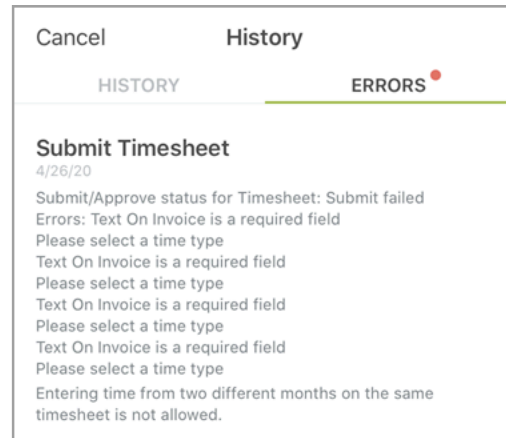 Cancel History
HISTORY ERRORS
Submit Timesheet
4/26/20
Submit/Approve status for Timesheet: Submit failed
Errors: Text On Invoice is a required field
Please select a time type
Text On Invoice is a required field
Please select a time type
Text On Invoice is a required field
Please select a time type
Text On Invoice is a required field
Please select a time type
Entering time from two different months on the same
timesheet is not allowed.